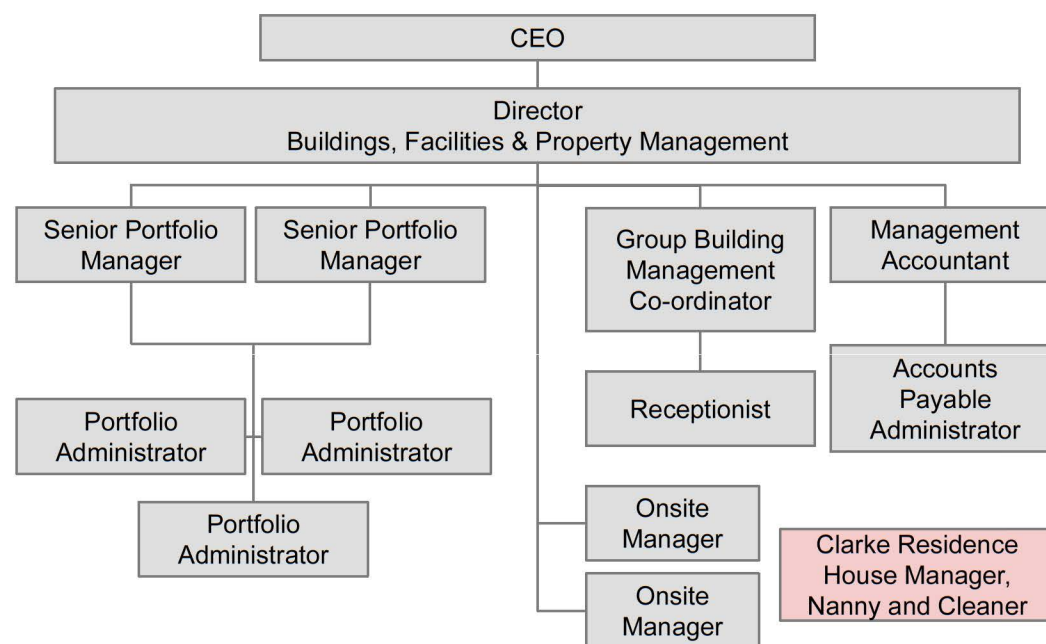 CEO
Director
Buildings, Facilities & Property Management
Senior Portfolio
Manager
Senior Portfolio
Manager
Group Building
Management
Co-ordinator
Management
Accountant
Portfolio
Administrator
Portfolio
Administrator
Receptionist
Accounts
Payable
Administrator
Portfolio
Administrator
Onsite
Manager
Clarke Residence
House Manager,
Nanny and Cleaner
Onsite
Manager